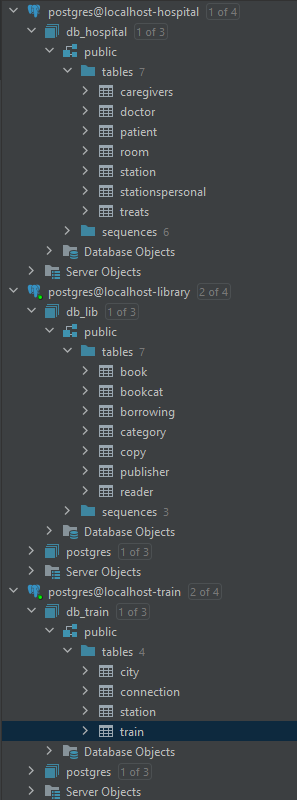 postgres@localhost-hospital 1 of 4
db_hospital 1 of 3
public
tables 7
caregivers
doctor
patient
room
station
stationspersonal
treats
sequences 6
Database Objects
Server Objects
postgres@localhost-library 2 of 4
db_lib 1 of 3
public
tables 7
book
bookcat
borrowing
category
copy
publisher
reader
sequences 3
Database Objects
postgres 1 of 3
Server Objects
postgres@localhost-train 2 of 4
db_train 1 of 3
public
tables 4
city
connection
station
train
Database Objects
postgres 1 of 3
Server Objects